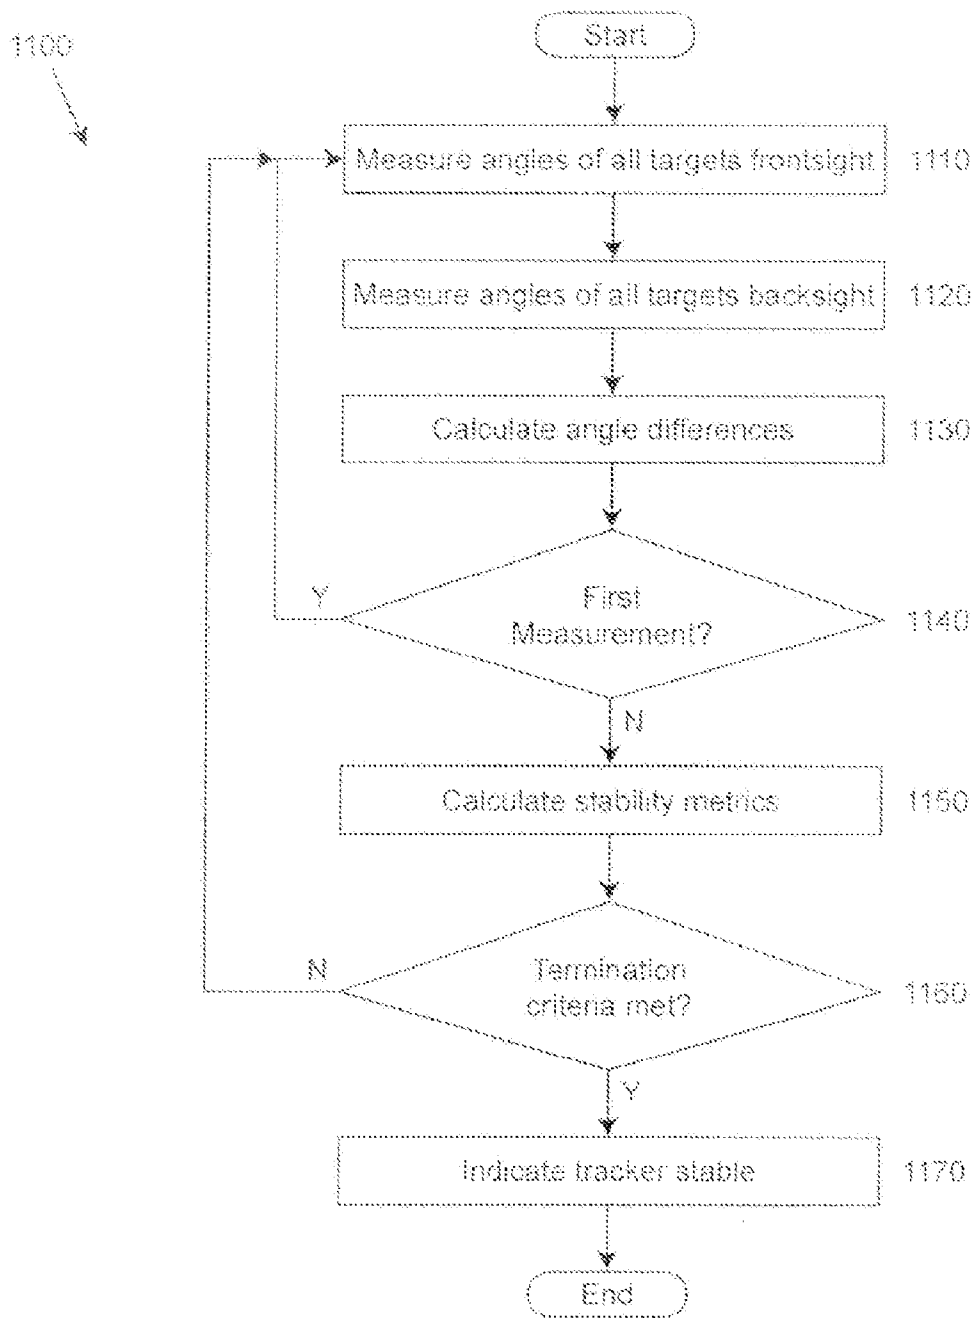 1100
Start
Measure angles of all targets frontsight
1110
Measure angles of all targets backsight
1120
Calculate angle differences
1130
Y
First
Measurement?
1140
N
Calculate stability metrics
1150
N
Termination
criteria met?
1160
Y
Indicate tracker stable
1170
End